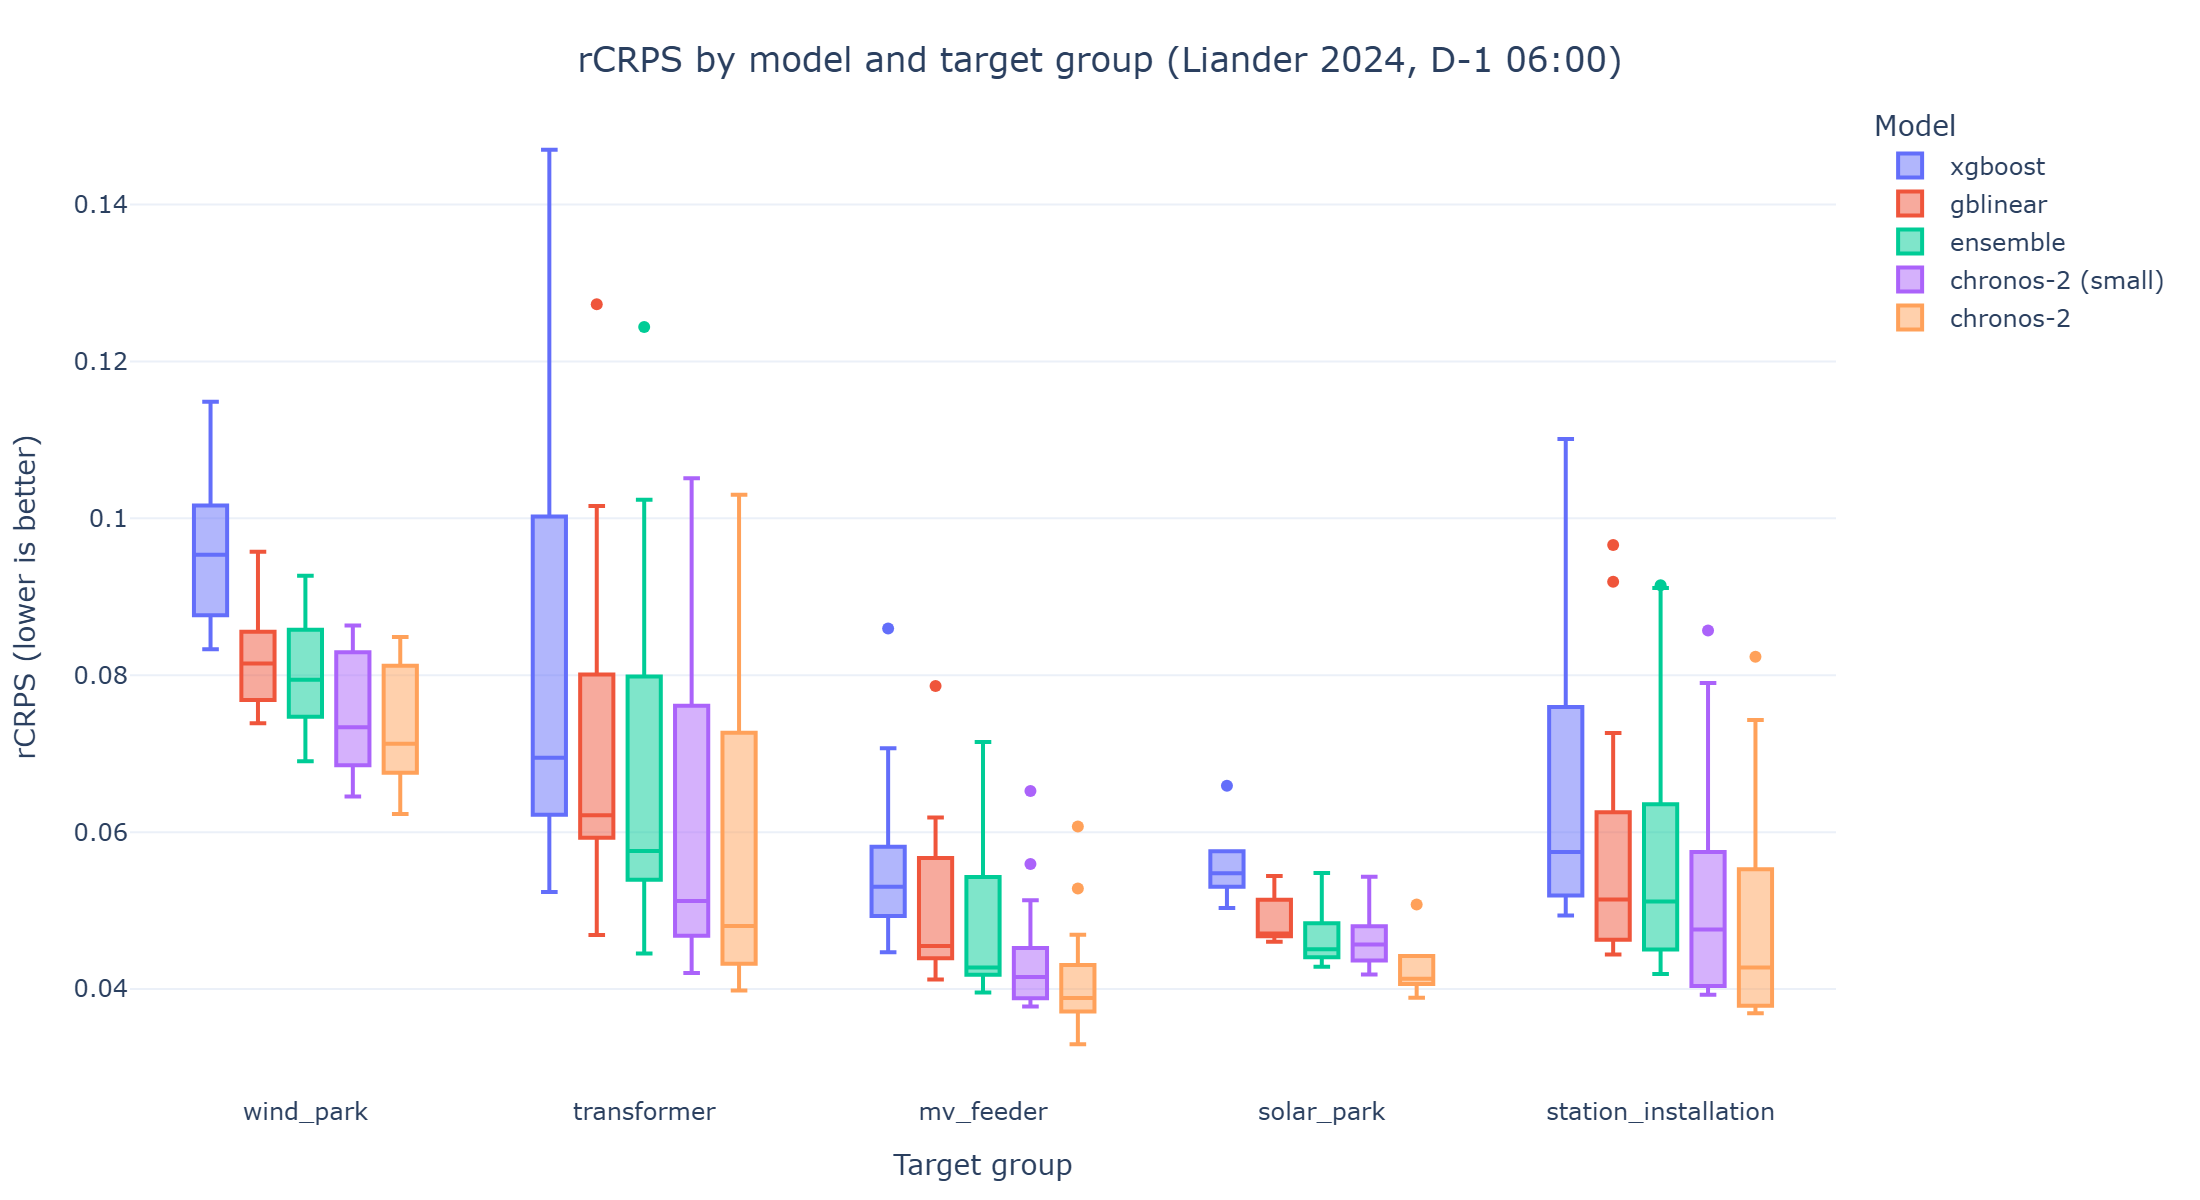 rCRPS by model and target group (Liander 2024, D-1 06:00)
Model
xgboost
gblinear
ensemble
chronos-2 (small)
chronos-2
rCRPS (lower is better)
0.14
0.12
0.1
0.08
0.06
0.04
wind_park
transformer
mv_feeder
solar_park
station_installation
Target group